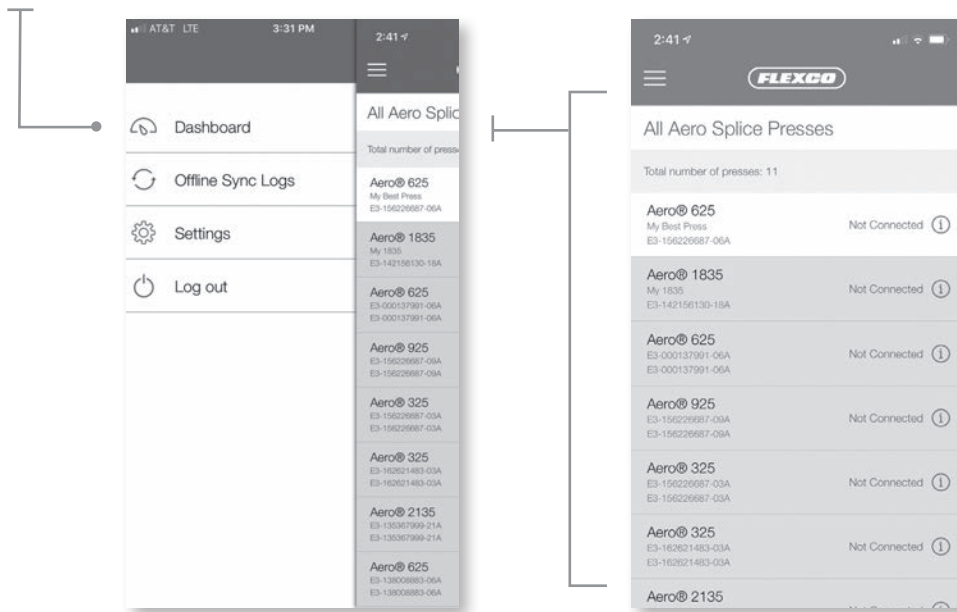 AT&T LTE 3:31 PM
Dashboard
Offline Sync Logs
Settings
Log out
2:41
All Aero Splic
Total number of press
Aero® 625
My Best Press
E3-156226687-06A
Aero® 1835
My 1835
E3-142156130-18A
Aero® 625
E3-000137991-06A
E3-000137991-06A
Aero® 925
E3-156226687-09A
E3-156226687-09A
Aero® 325
E3-156226687-03A
E3-156226687-03A
Aero® 325
E3-162621483-03A
E3-162621483-03A
Aero® 2135
E3-135367999-21A
E3-135367999-21A
Aero® 625
E3-138008883-06A
E3-138008883-06A
2:41
FLEXCO
All Aero Splice Presses
Total number of presses: 11
Aero® 625
My Best Press
E3-156226687-06A
Not Connected
Aero® 1835
My 1835
E3-142156130-18A
Not Connected
Aero® 625
E3-000137991-06A
E3-000137991-06A
Not Connected
Aero® 925
E3-156226687-09A
E3-156226687-09A
Not Connected
Aero® 325
E3-156226687-03A
E3-156226687-03A
Not Connected
Aero® 325
E3-162621483-03A
E3-162621483-03A
Not Connected
Aero® 2135